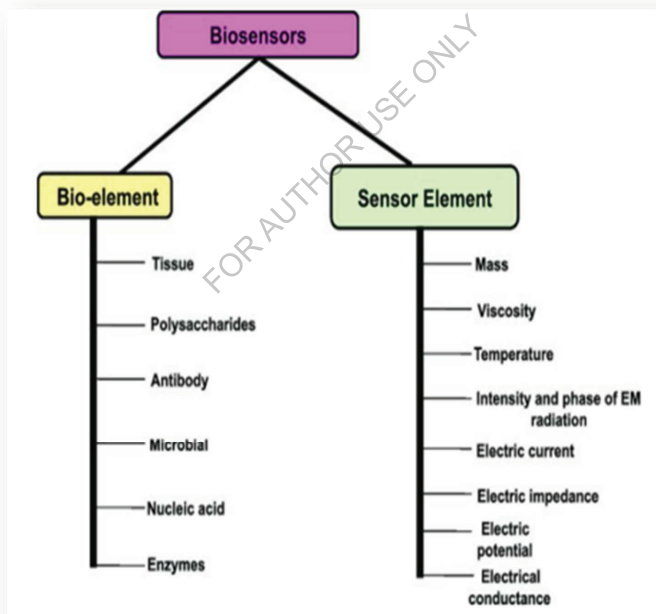 Biosensors
FOR AUTHOR USE ONLY
Bio-element
Tissue
Polysaccharides
Antibody
Microbial
Nucleic acid
Enzymes
Sensor Element
Mass
Viscosity
Temperature
Intensity and phase of EM
radiation
Electric current
Electric impedance
Electric
potential
Electrical
conductance